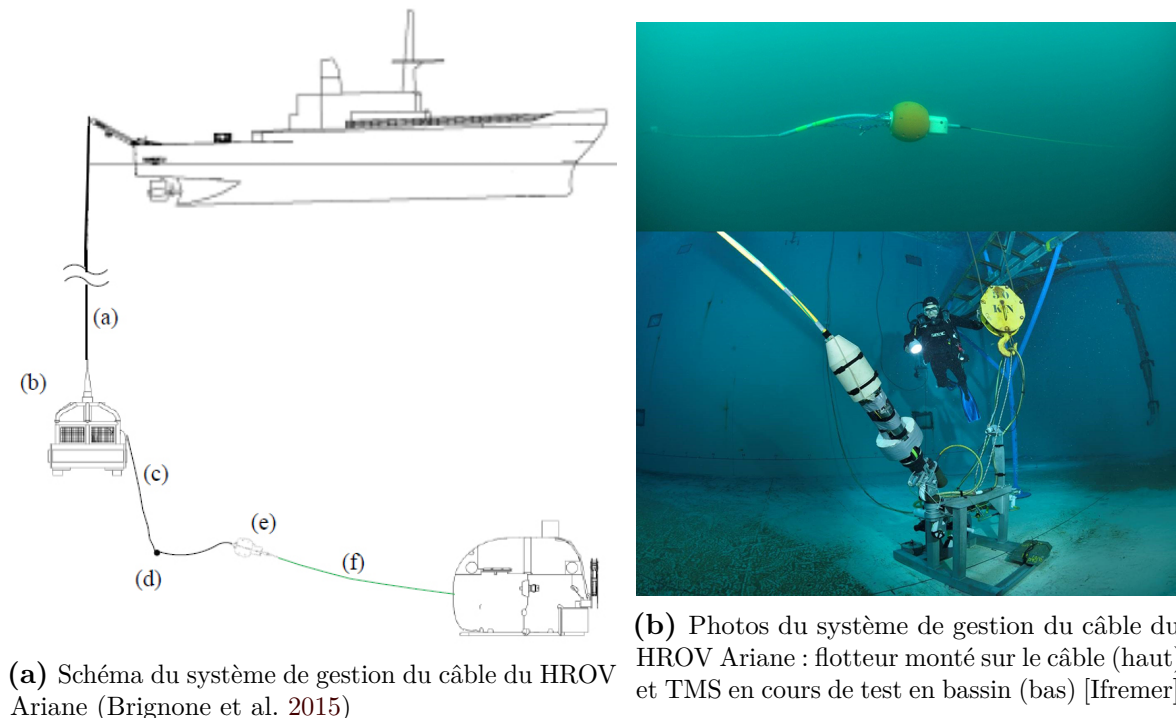 (a)
(b)
(c)
(e)
(f)
(d)
(a) Schéma du système de gestion du câble du HROV
Ariane (Brignone et al. 2015)
(b) Photos du système de gestion du câble du
HROV Ariane : flotteur monté sur le câble (haut)
et TMS en cours de test en bassin (bas) [Ifremer]